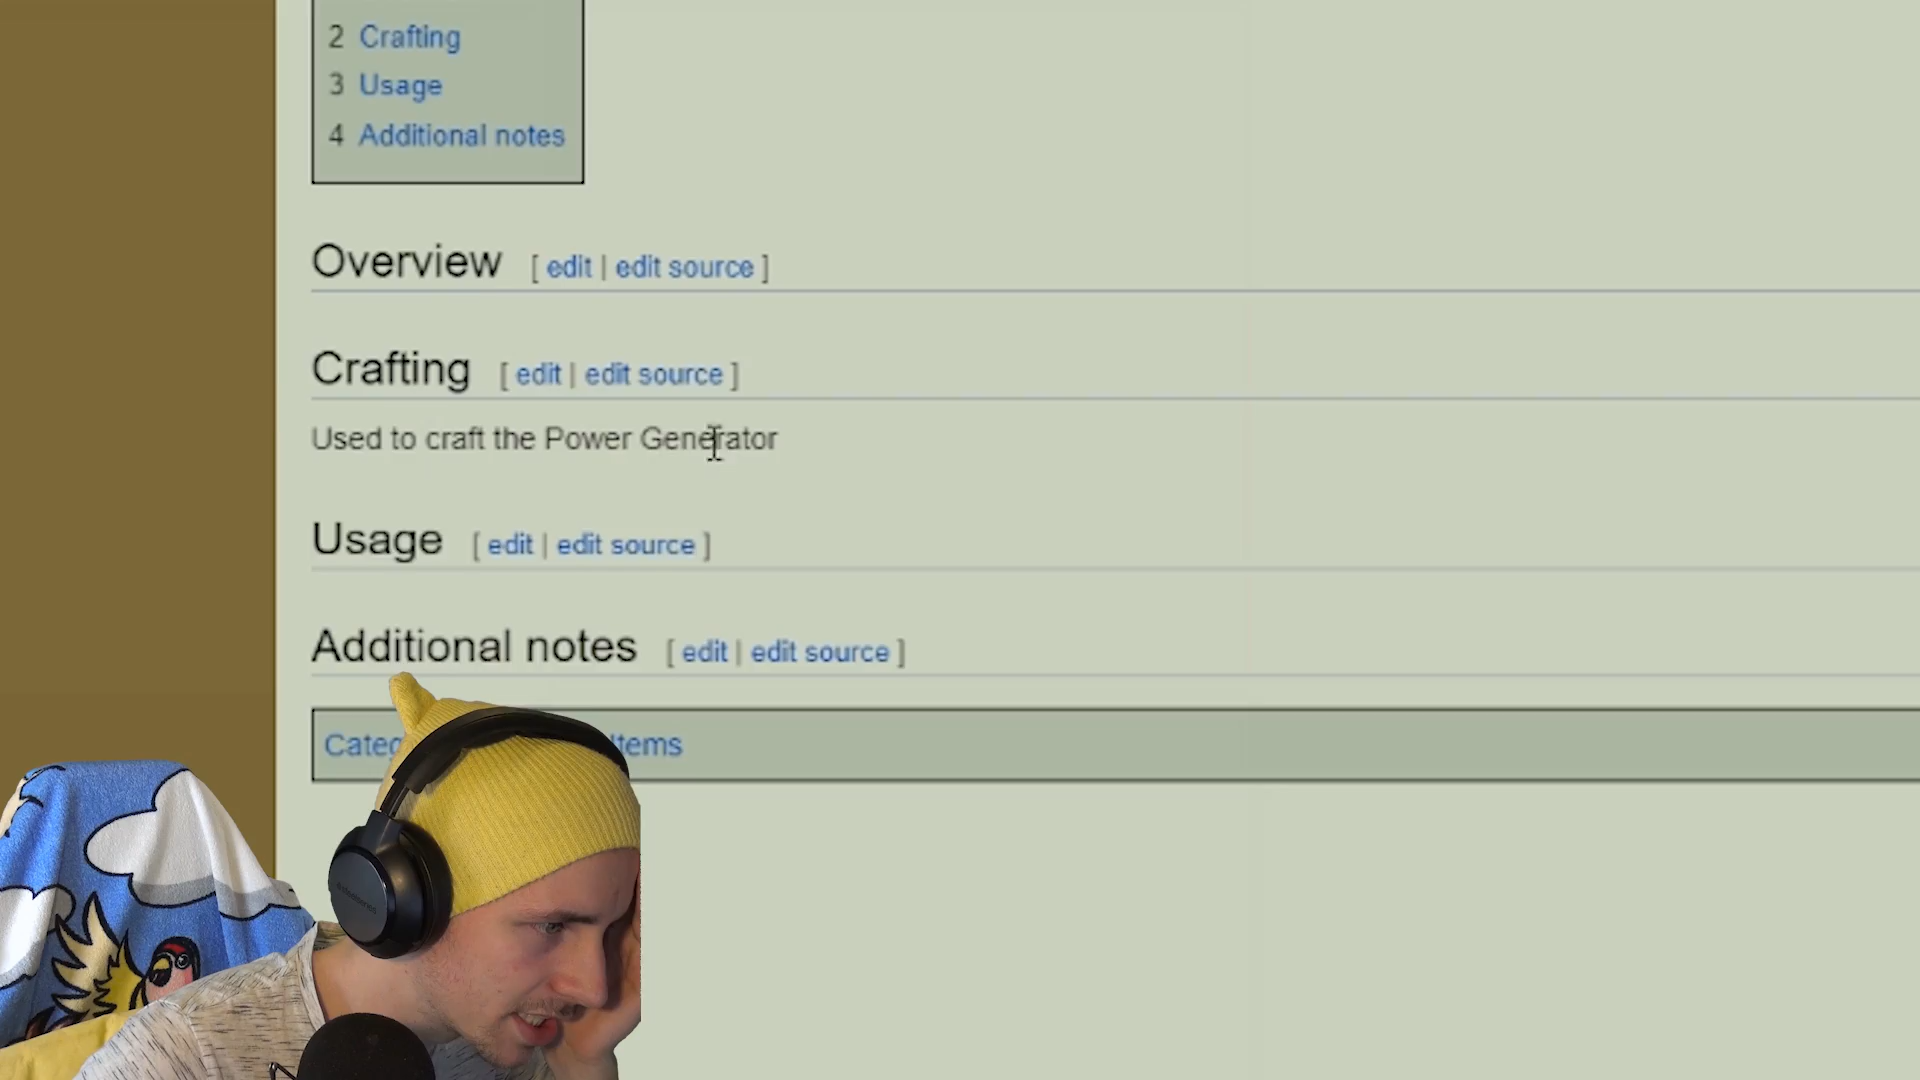 2 Crafting
3 Usage
4 Additional notes
Overview [ edit | edit source ]
Crafting [ edit | edit source ]
Used to craft the Power Generator
Usage [ edit | edit source ]
Additional notes [ edit | edit source ]
Items